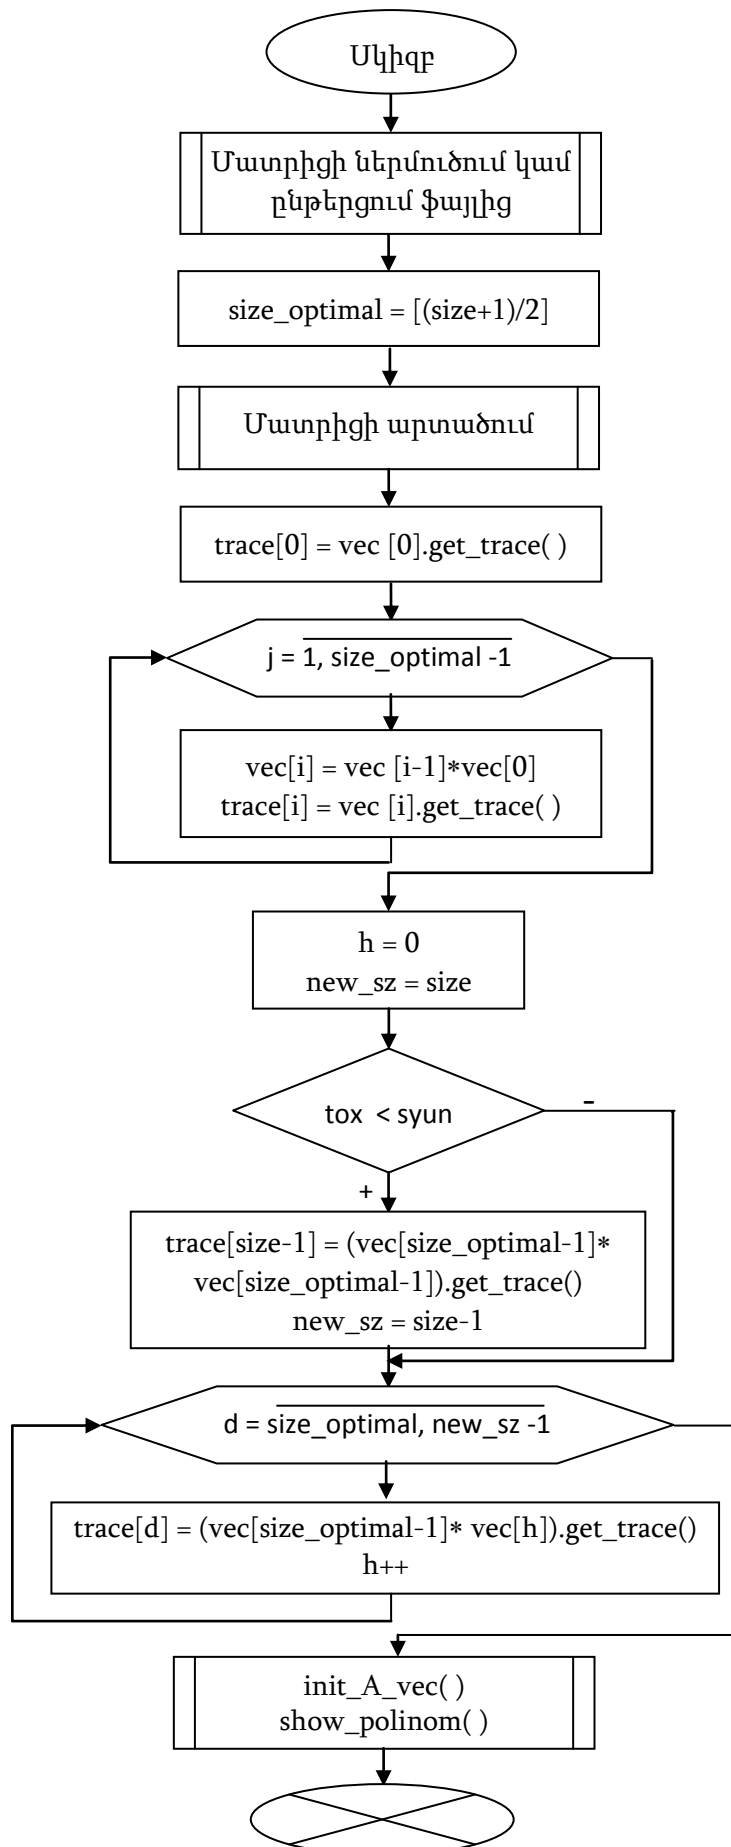 Սկիզբ
Մատրիցի ներմուծում կամ
ընթերցում ֆայլից
size_optimal = [(size+1)/2]
Մատրիցի արտածում
trace[0] = vec [0].get_trace( )
j = 1, size_optimal -1
vec[i] = vec [i-1]*vec[0]
trace[i] = vec [i].get_trace( )
h = 0
new_sz = size
tox < syun
-
+
trace[size-1] = (vec[size_optimal-1]*
vec[size_optimal-1]).get_trace()
new_sz = size-1
d = size_optimal, new_sz -1
trace[d] = (vec[size_optimal-1]* vec[h]).get_trace()
h++
init_A_vec( )
show_polinom( )